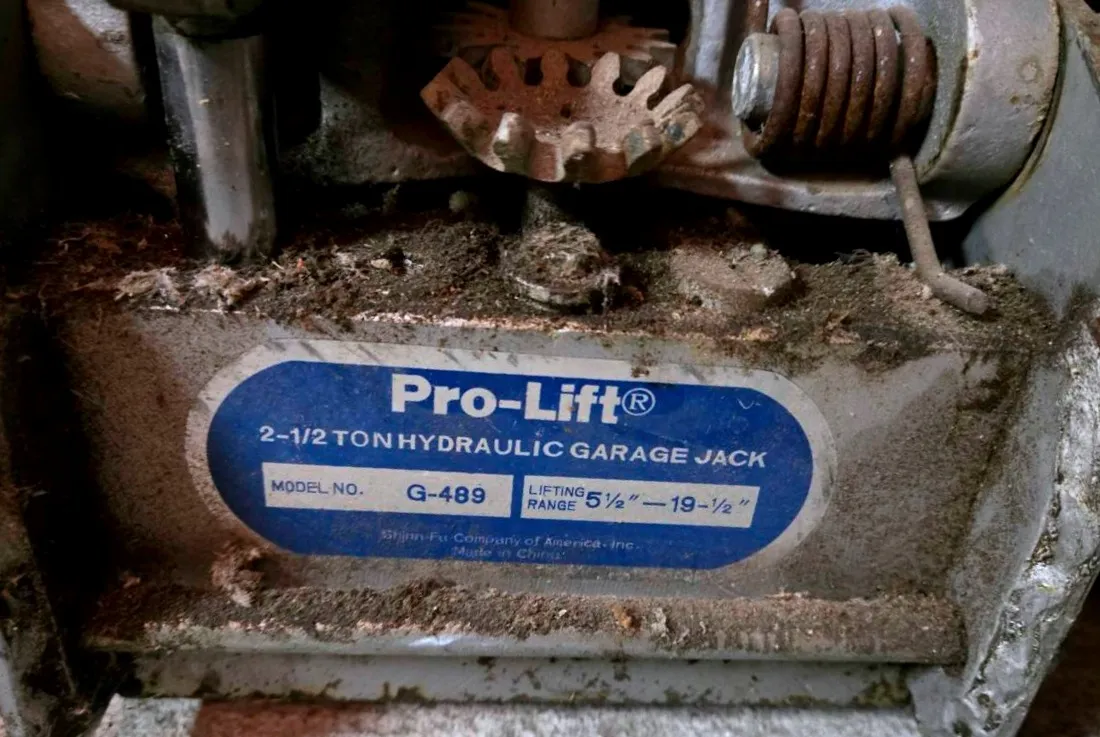 Pro-Lift®
2-1/2 TON HYDRAULIC GARAGE JACK
MODEL NO. G-489
LIFTING RANGE 5½" — 19-½"
Shinn Fu Company of America, Inc.
Made in China